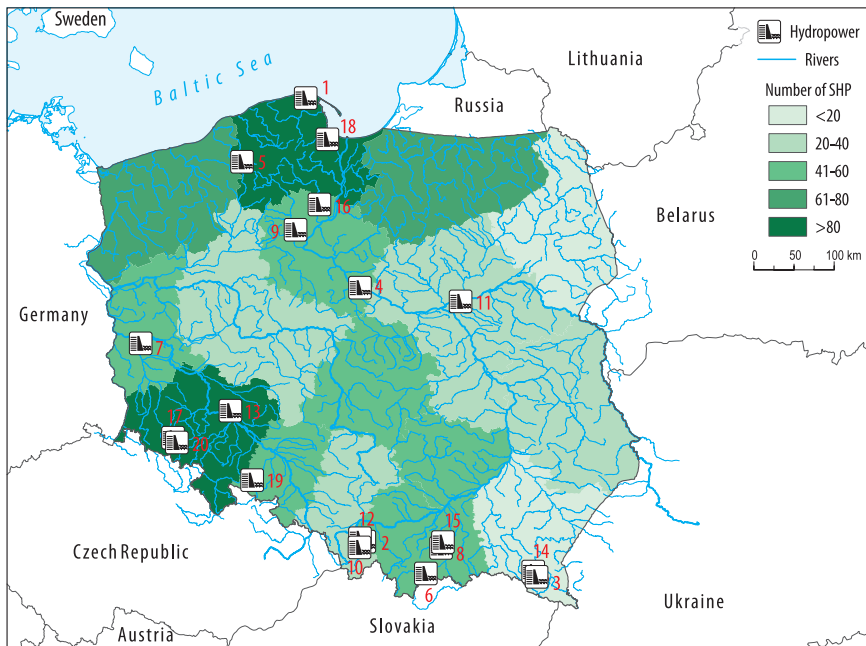 Sweden
Baltic Sea
Lithuania
Russia
Belarus
Germany
Czech Republic
Austria
Slovakia
Ukraine
Hydropower
Rivers
Number of SHP
<20
20-40
41-60
61-80
>80
0 50 100 km
1
18
5
16
9
4
11
7
13
17
20
19
12
2
10
15
8
6
14
3